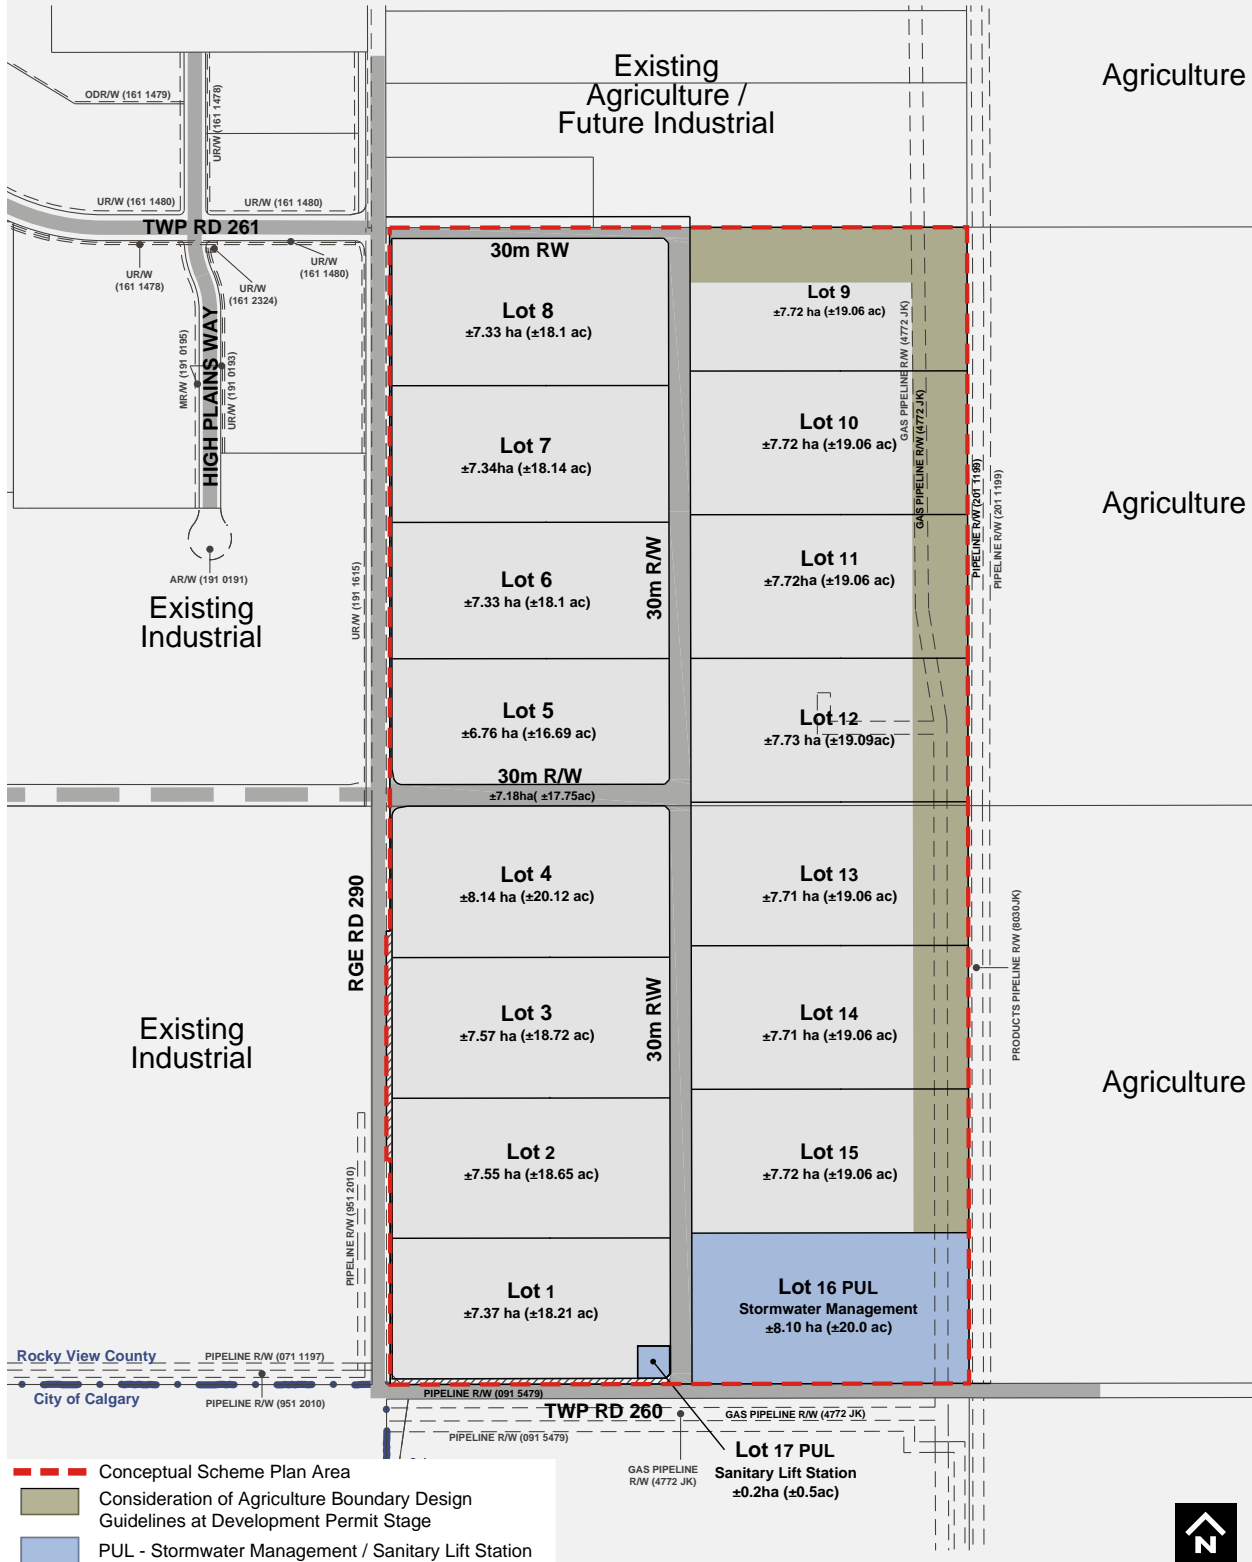 Existing
Agriculture /
Future Industrial
Agriculture
ODR/W (161 1479)
UR/W (161 1478)
UR/W (161 1480)
UR/W (161 1480)
TWP RD 261
UR/W
(161 1478)
UR/W
(161 2324)
UR/W
(161 1480)
MR/W (191 0195)
HIGH PLAINS WAY
UR/W (191 0193)
AR/W (191 0191)
UR/W (191 1615)
Existing
Industrial
30m RW
Lot 8
±7.33 ha (±18.1 ac)
Lot 9
±7.72 ha (±19.06 ac)
GAS PIPELINE R/W (4772 JK)
GAS PIPELINE R/W (4772 JK)
Lot 7
±7.34ha (±18.14 ac)
Lot 10
±7.72 ha (±19.06 ac)
PIPELINE R/W (201 1199)
PIPELINE R/W (201 1199)
Agriculture
Lot 6
±7.33 ha (±18.1 ac)
30m R/W
Lot 11
±7.72ha (±19.06 ac)
Lot 5
±6.76 ha (±16.69 ac)
Lot 12
±7.73 ha (±19.09ac)
30m R/W
±7.18ha( ±17.75ac)
RGE RD 290
Lot 4
±8.14 ha (±20.12 ac)
Lot 13
±7.71 ha (±19.06 ac)
PRODUCTS PIPELINE R/W (8030JK)
Existing
Industrial
Lot 3
±7.57 ha (±18.72 ac)
30m R\W
Lot 14
±7.71 ha (±19.06 ac)
Agriculture
Lot 2
±7.55 ha (±18.65 ac)
Lot 15
±7.72 ha (±19.06 ac)
PIPELINE R/W (951 2010)
Lot 1
±7.37 ha (±18.21 ac)
Lot 16 PUL
Stormwater Management
±8.10 ha (±20.0 ac)
Rocky View County
PIPELINE R/W (071 1197)
City of Calgary
PIPELINE R/W (951 2010)
PIPELINE R/W (091 5479)
TWP RD 260
GAS PIPELINE R/W (4772 JK)
PIPELINE R/W (091 5479)
GAS PIPELINE
R/W (4772 JK)
Lot 17 PUL
Sanitary Lift Station
±0.2ha (±0.5ac)
Conceptual Scheme Plan Area
Consideration of Agriculture Boundary Design
Guidelines at Development Permit Stage
PUL - Stormwater Management / Sanitary Lift Station
N